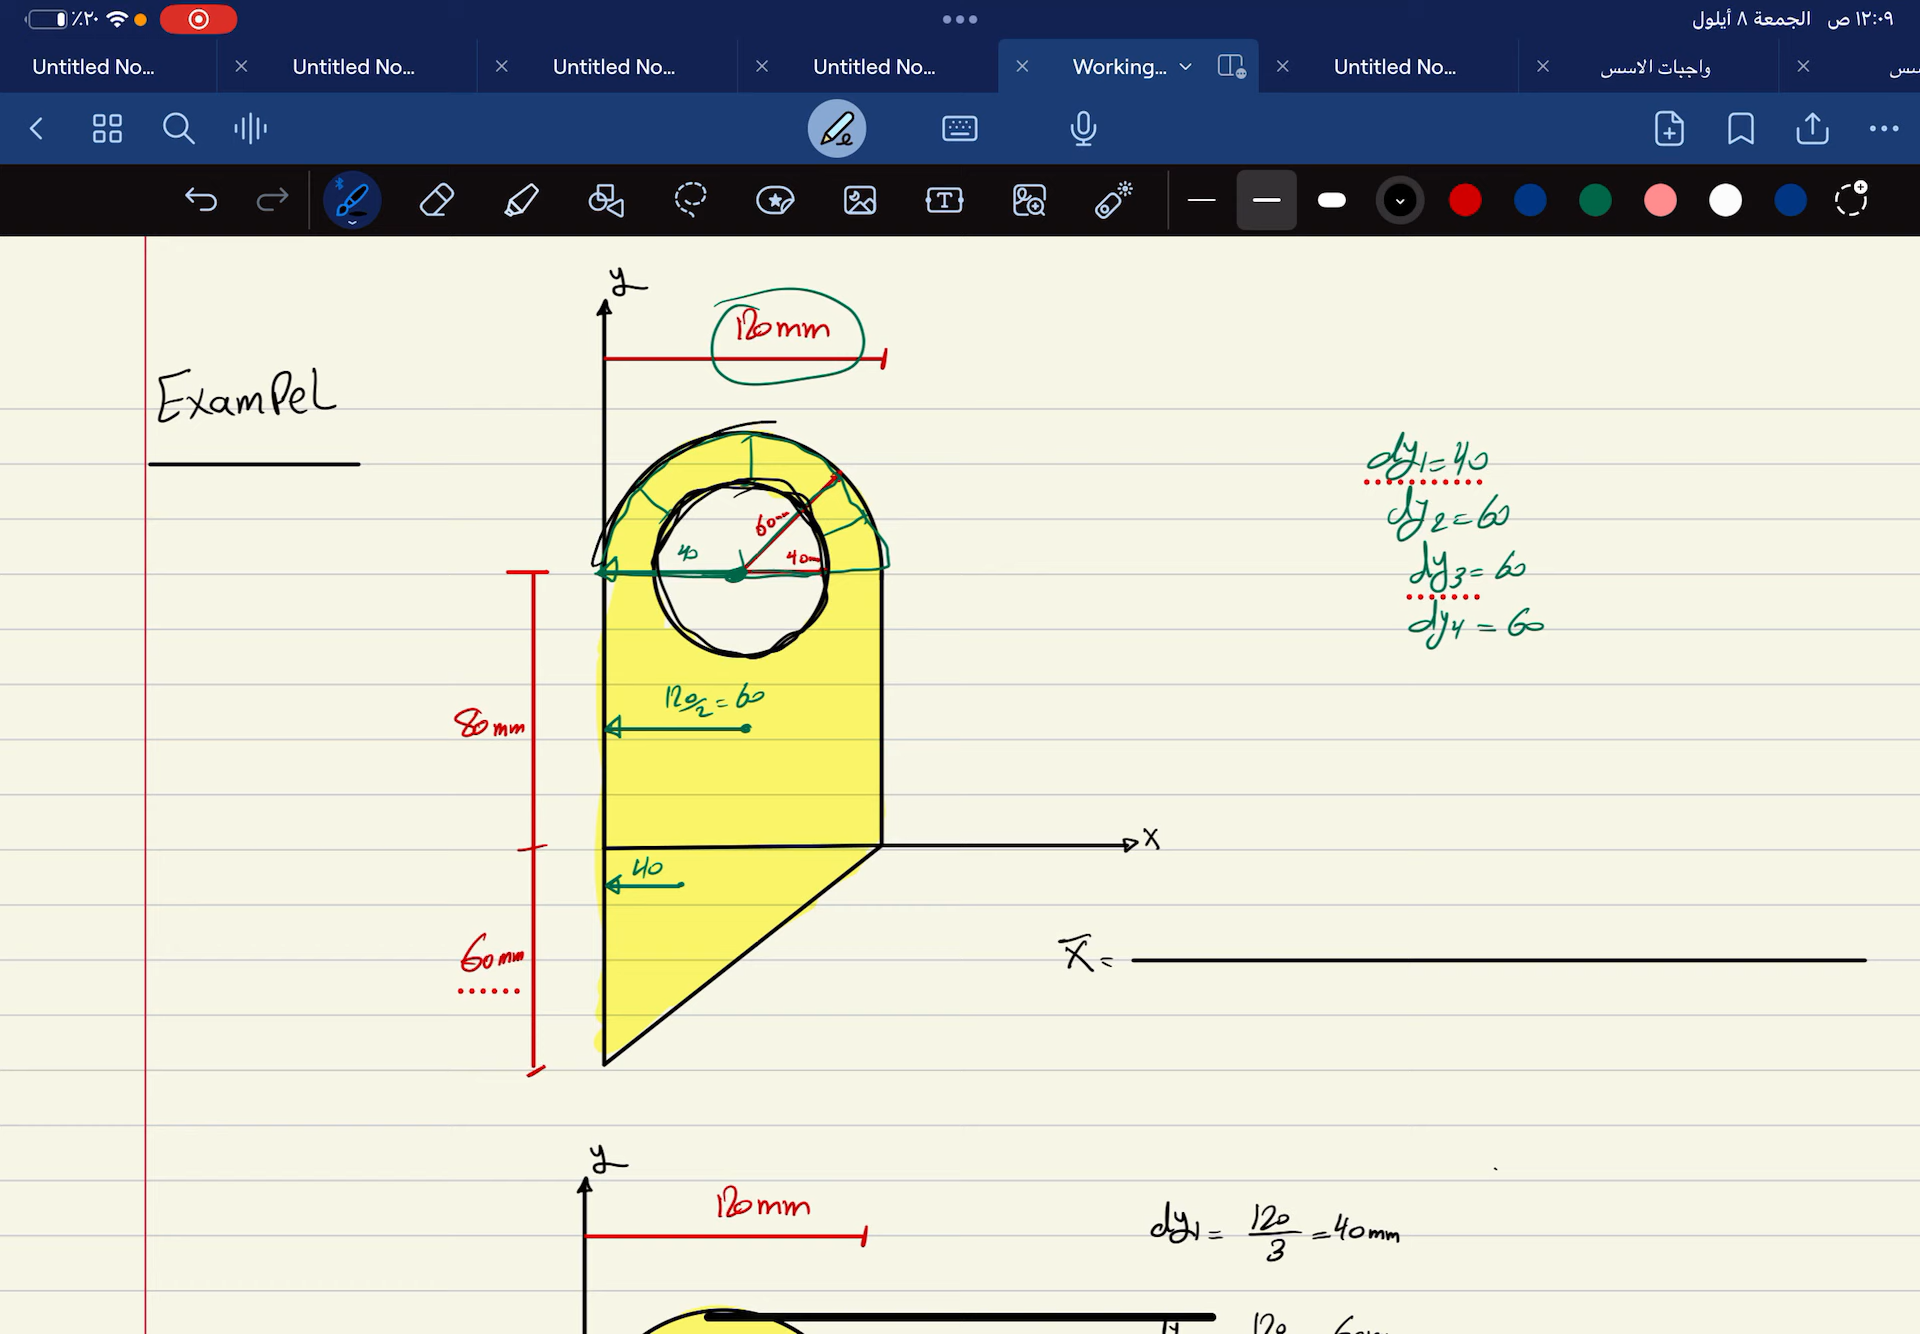 ٪٢٠
١٢:٠٩ ص الجمعة ٨ أيلول
Untitled No...
Untitled No...
Untitled No...
Untitled No...
Working...
Untitled No...
واجبات الاسس
y
120mm
ExamPel
dy1=40
dy2=60
dy3=60
dy4=60
60mm
40
40mm
120/2=60
80mm
x
40
60mm
x̄=
y
120mm
dy1 = 120/3 = 40mm
120